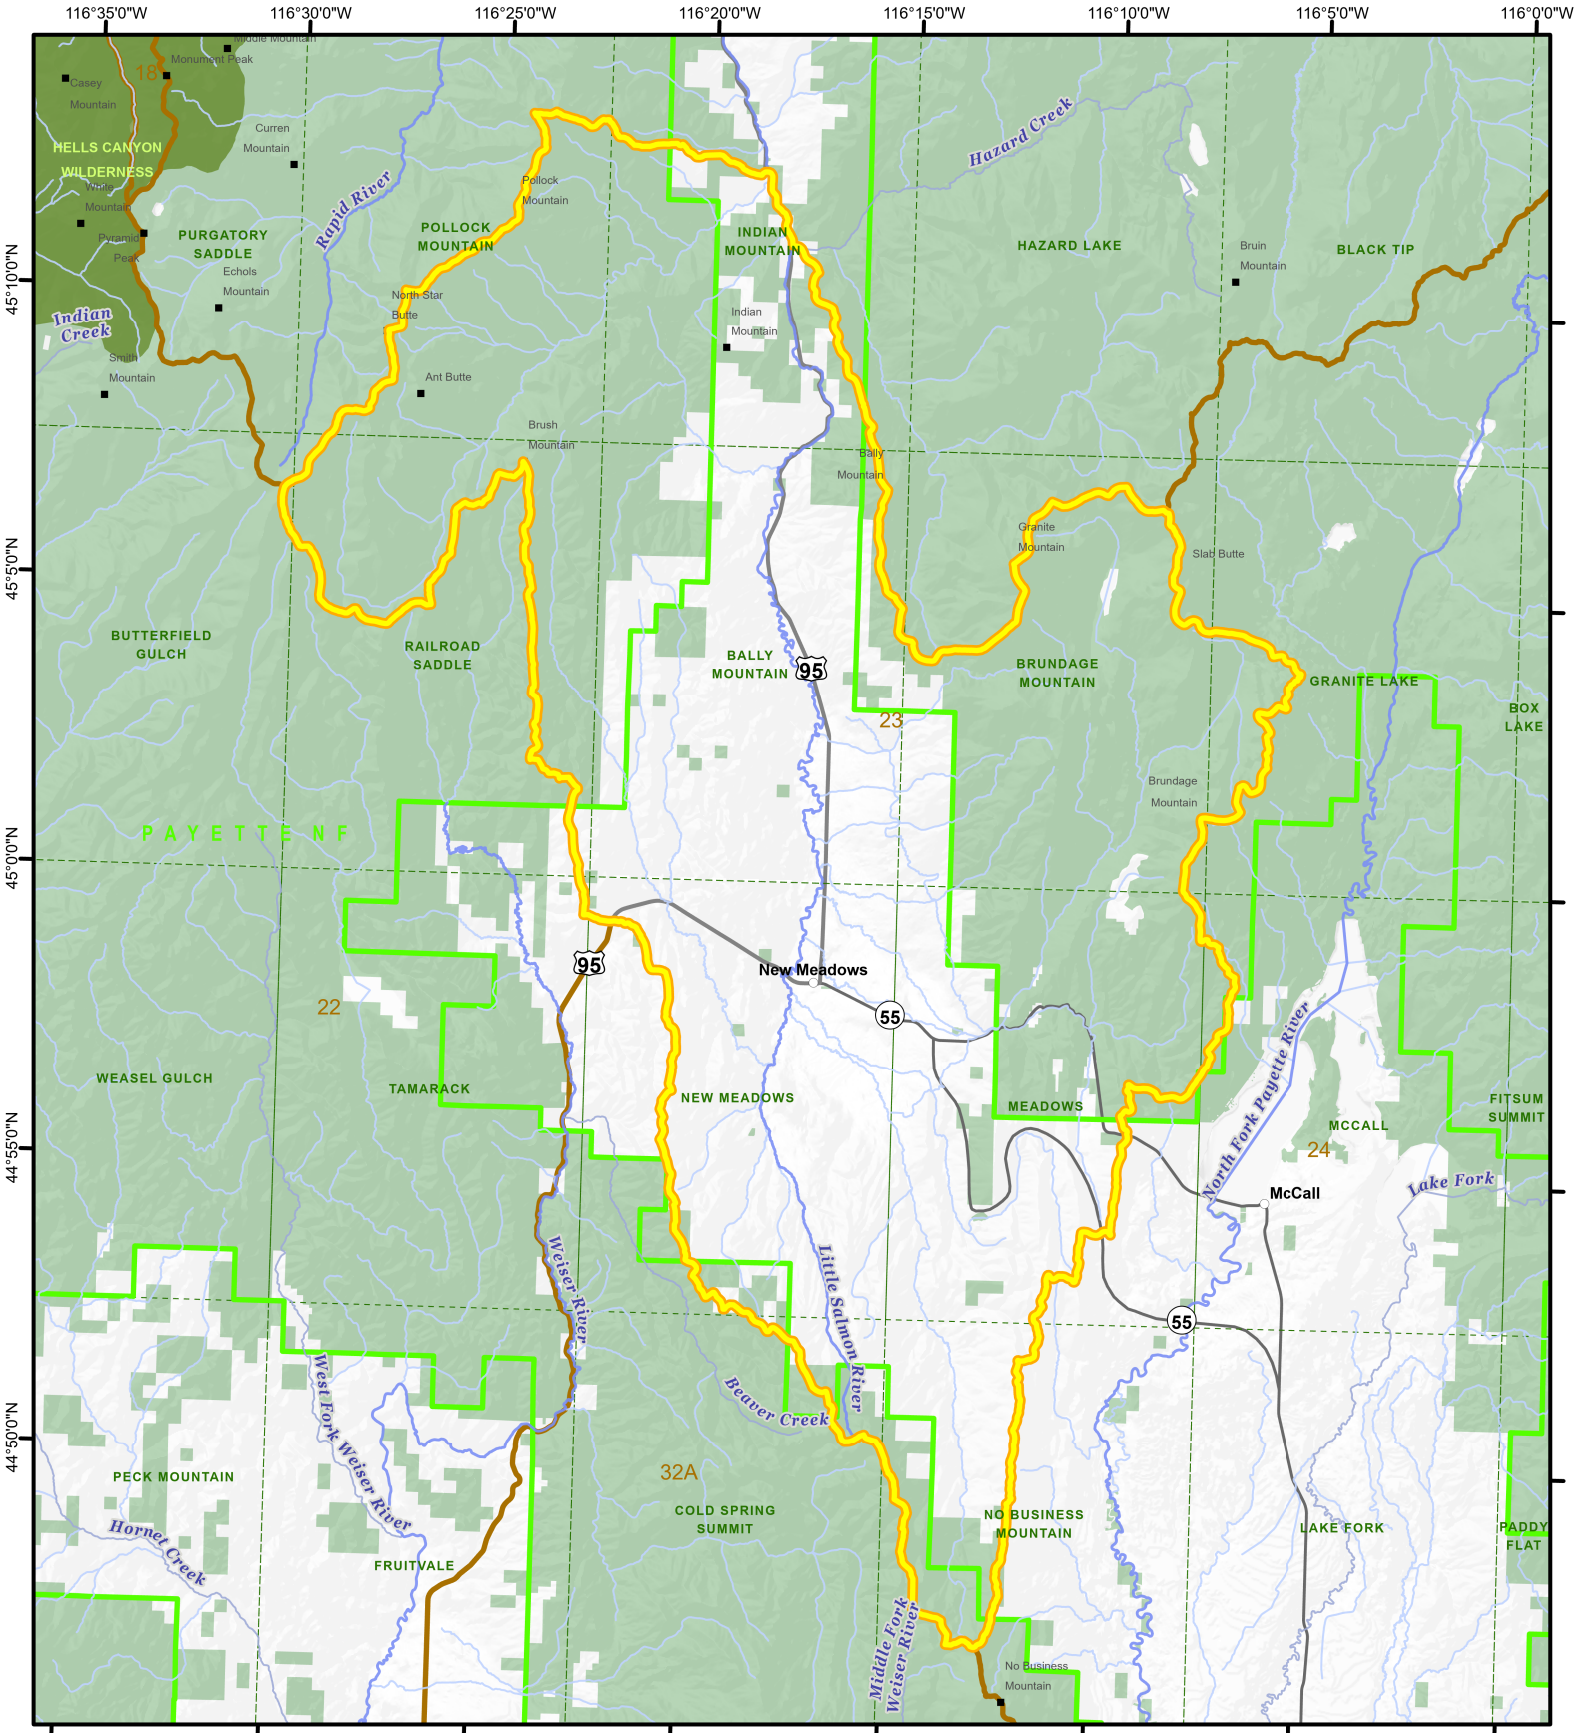 116°35'0"W
116°30'0"W
116°25'0"W
116°20'0"W
116°15'0"W
116°10'0"W
116°5'0"W
116°0'0"W
Middle Mountain
Monument Peak
18
Casey
Mountain
Curren
Mountain
HELLS CANYON
WILDERNESS
White
Mountain
Pyramid
Peak
PURGATORY
SADDLE
Echols
Mountain
Rapid River
Pollock
Mountain
POLLOCK
MOUNTAIN
North Star
Butte
INDIAN
MOUNTAIN
Indian
Mountain
Hazard Creek
HAZARD LAKE
Bruin
Mountain
BLACK TIP
45°10'0"N
Indian
Creek
Smith
Mountain
Ant Butte
Brush
Mountain
Bally
Mountain
Granite
Mountain
Slab Butte
45°5'0"N
BUTTERFIELD
GULCH
RAILROAD
SADDLE
BALLY
MOUNTAIN
95
23
BRUNDAGE
MOUNTAIN
GRANITE LAKE
BOX
LAKE
Brundage
Mountain
PAYETTE NF
45°0'0"N
95
New Meadows
55
22
WEASEL GULCH
TAMARACK
NEW MEADOWS
MEADOWS
North Fork Payette River
MCCALL
24
FITSUM
SUMMIT
44°55'0"N
McCall
Lake Fork
Weiser River
Little Salmon River
55
West Fork Weiser River
Beaver Creek
44°50'0"N
PECK MOUNTAIN
32A
COLD SPRING
SUMMIT
NO BUSINESS
MOUNTAIN
LAKE FORK
PADDY
FLAT
Hornet Creek
FRUITVALE
Middle Fork
Weiser River
No Business
Mountain